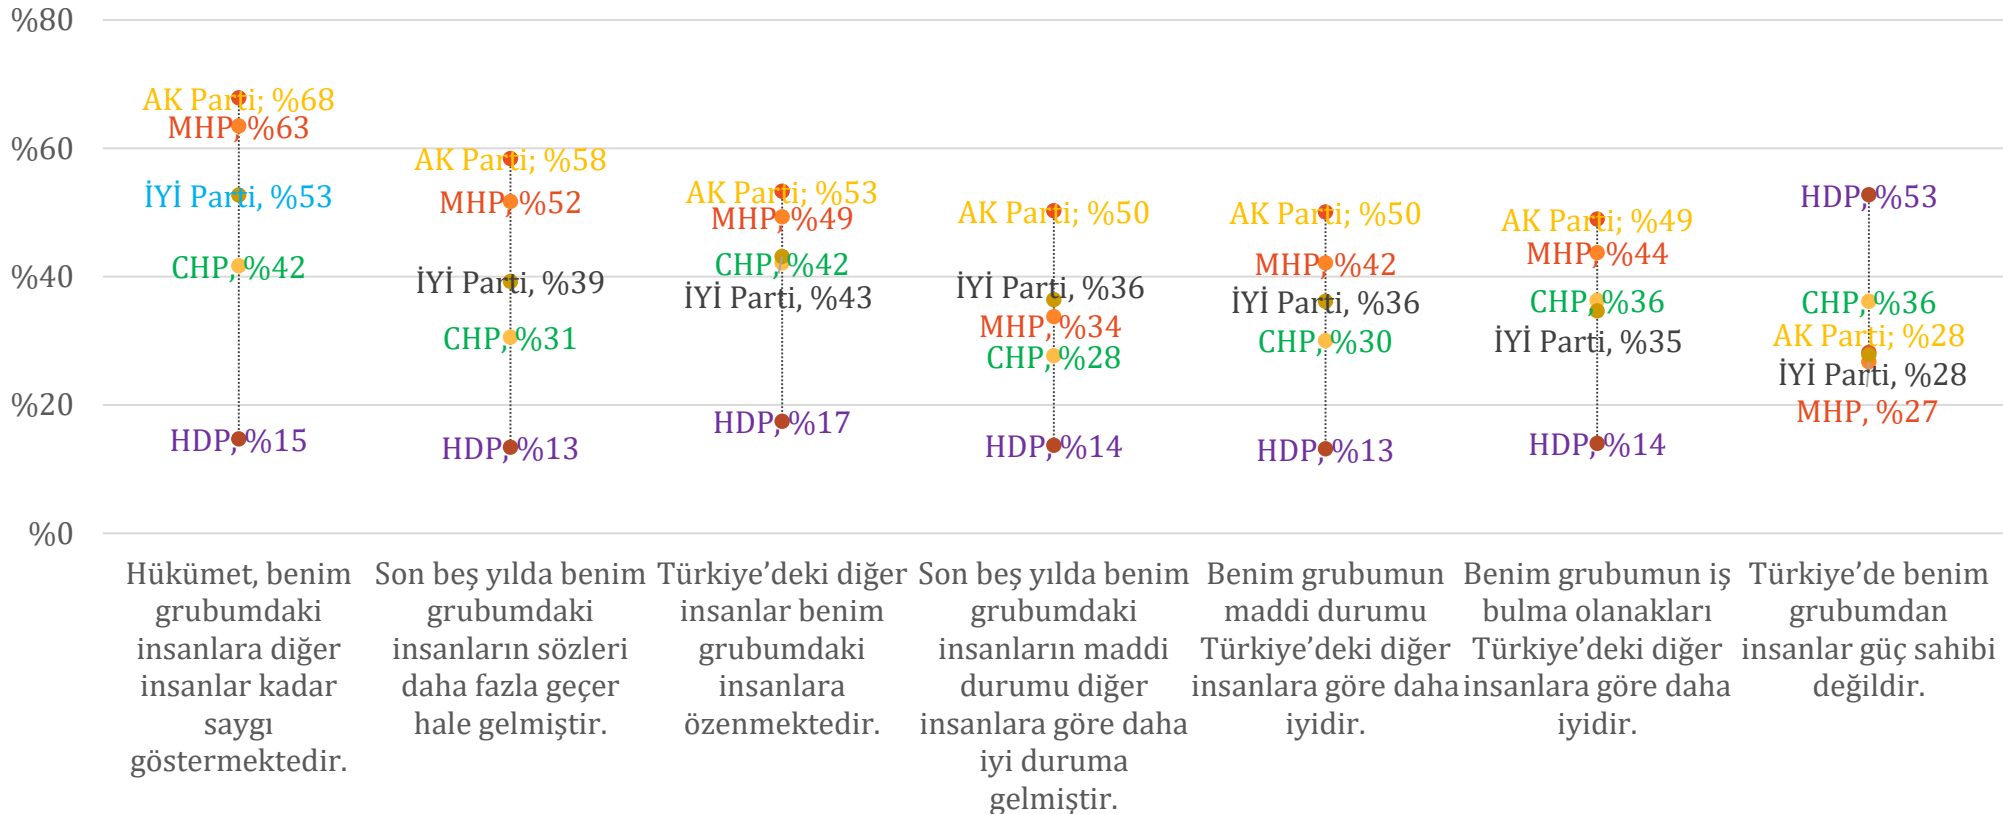 %80
%60
%40
%20
%0
AK Parti; %68
MHP, %63
İYİ Parti, %53
CHP, %42
HDP, %15
AK Parti; %58
MHP, %52
İYİ Parti, %39
CHP, %31
HDP, %13
AK Parti; %53
MHP, %49
CHP, %42
İYİ Parti, %43
HDP, %17
AK Parti; %50
İYİ Parti, %36
MHP, %34
CHP, %28
HDP, %14
AK Parti; %50
MHP, %42
İYİ Parti, %36
CHP, %30
HDP, %13
AK Parti; %49
MHP, %44
CHP, %36
İYİ Parti, %35
HDP, %14
HDP, %53
CHP, %36
AK Parti; %28
İYİ Parti, %28
MHP, %27
Hükümet, benim
grubumdaki
insanlara diğer
insanlar kadar
saygı
göstermektedir.
Son beş yılda benim
grubumdaki
insanların sözleri
daha fazla geçer
hale gelmiştir.
Türkiye’deki diğer
insanlar benim
grubumdaki
insanlara
özenmektedir.
Son beş yılda benim
grubumdaki
insanların maddi
durumu diğer
insanlara göre daha
iyi duruma
gelmiştir.
Benim grubumun
maddi durumu
Türkiye’deki diğer
insanlara göre daha
iyidir.
Benim grubumun iş
bulma olanakları
Türkiye’deki diğer
insanlara göre daha
iyidir.
Türkiye’de benim
grubumdan
insanlar güç sahibi
değildir.